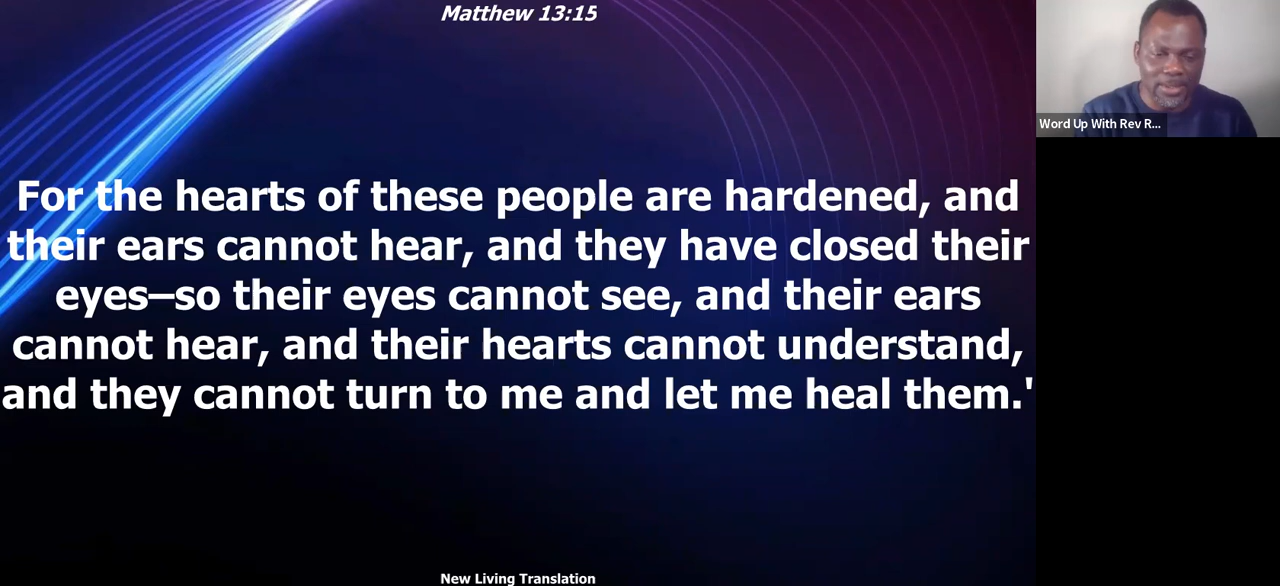 Matthew 13:15
Word Up With Rev R...
For the hearts of these people are hardened, and
their ears cannot hear, and they have closed their
eyes—so their eyes cannot see, and their ears
cannot hear, and their hearts cannot understand,
and they cannot turn to me and let me heal them.'
New Living Translation